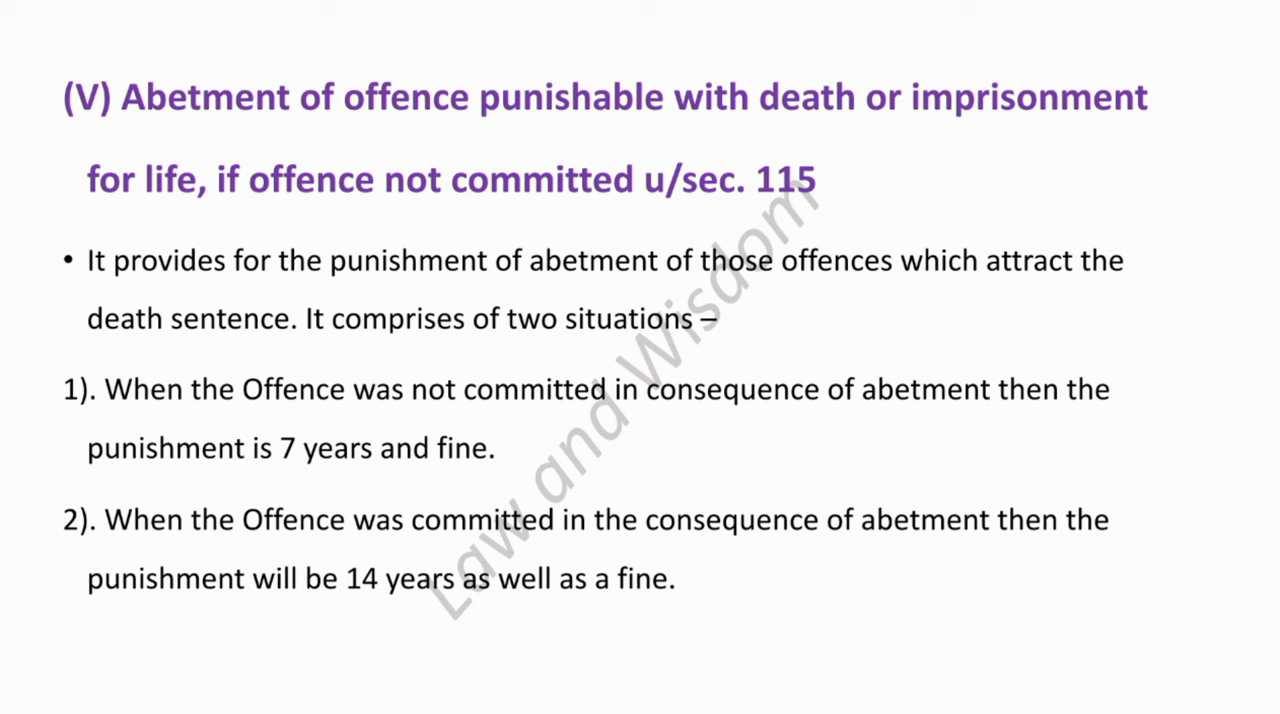 (V) Abetment of offence punishable with death or imprisonment
for life, if offence not committed u/sec. 115
• It provides for the punishment of abetment of those offences which attract the
death sentence. It comprises of two situations –
1). When the Offence was not committed in consequence of abetment then the
punishment is 7 years and fine.
2). When the Offence was committed in the consequence of abetment then the
punishment will be 14 years as well as a fine.
Law and Wisdom